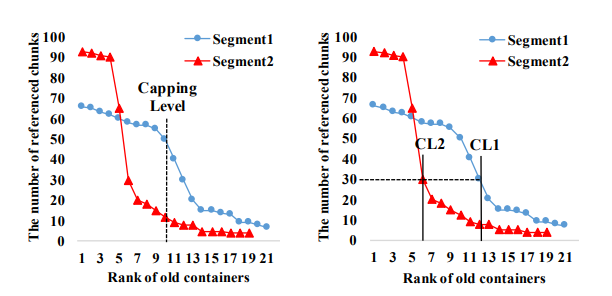 The number of referenced chunks
100
90
80
70
60
50
40
30
20
10
0
Segment1
Segment2
Capping
Level
1 3 5 7 9 11 13 15 17 19 21
Rank of old containers
The number of referenced chunks
100
90
80
70
60
50
40
30
20
10
0
Segment1
Segment2
CL2
CL1
1 3 5 7 9 11 13 15 17 19 21
Rank of old containers